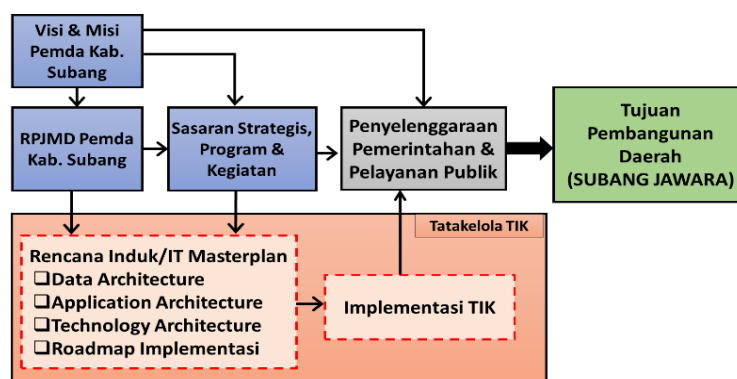 Visi & Misi
Pemda Kab.
Subang
RPJMD Pemda
Kab. Subang
Sasaran Strategis,
Program &
Kegiatan
Penyelenggaraan
Pemerintahan &
Pelayanan Publik
Tujuan
Pembangunan
Daerah
(SUBANG JAWARA)
Tatakelola TIK
Rencana Induk/IT Masterplan
❑Data Architecture
❑Application Architecture
❑Technology Architecture
❑Roadmap Implementasi
Implementasi TIK